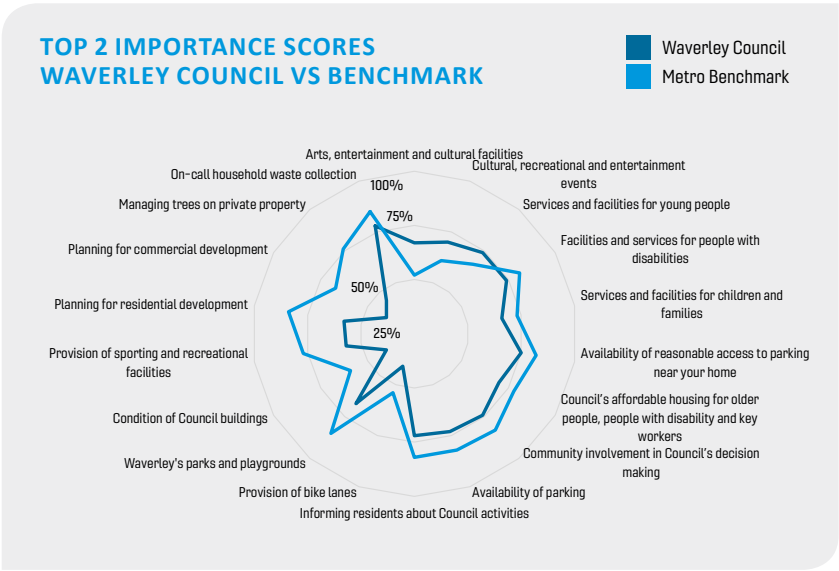 TOP 2 IMPORTANCE SCORES
WAVERLEY COUNCIL VS BENCHMARK
Waverley Council
Metro Benchmark
Arts, entertainment and cultural facilities
Cultural, recreational and entertainment
events
Services and facilities for young people
Facilities and services for people with
disabilities
Services and facilities for children and
families
Availability of reasonable access to parking
near your home
Council's affordable housing for older
people, people with disability and key
workers
Community involvement in Council's decision
making
Availability of parking
Informing residents about Council activities
Provision of bike lanes
Waverley's parks and playgrounds
Condition of Council buildings
Provision of sporting and recreational
facilities
Planning for residential development
Planning for commercial development
Managing trees on private property
On-call household waste collection
100%
75%
50%
25%